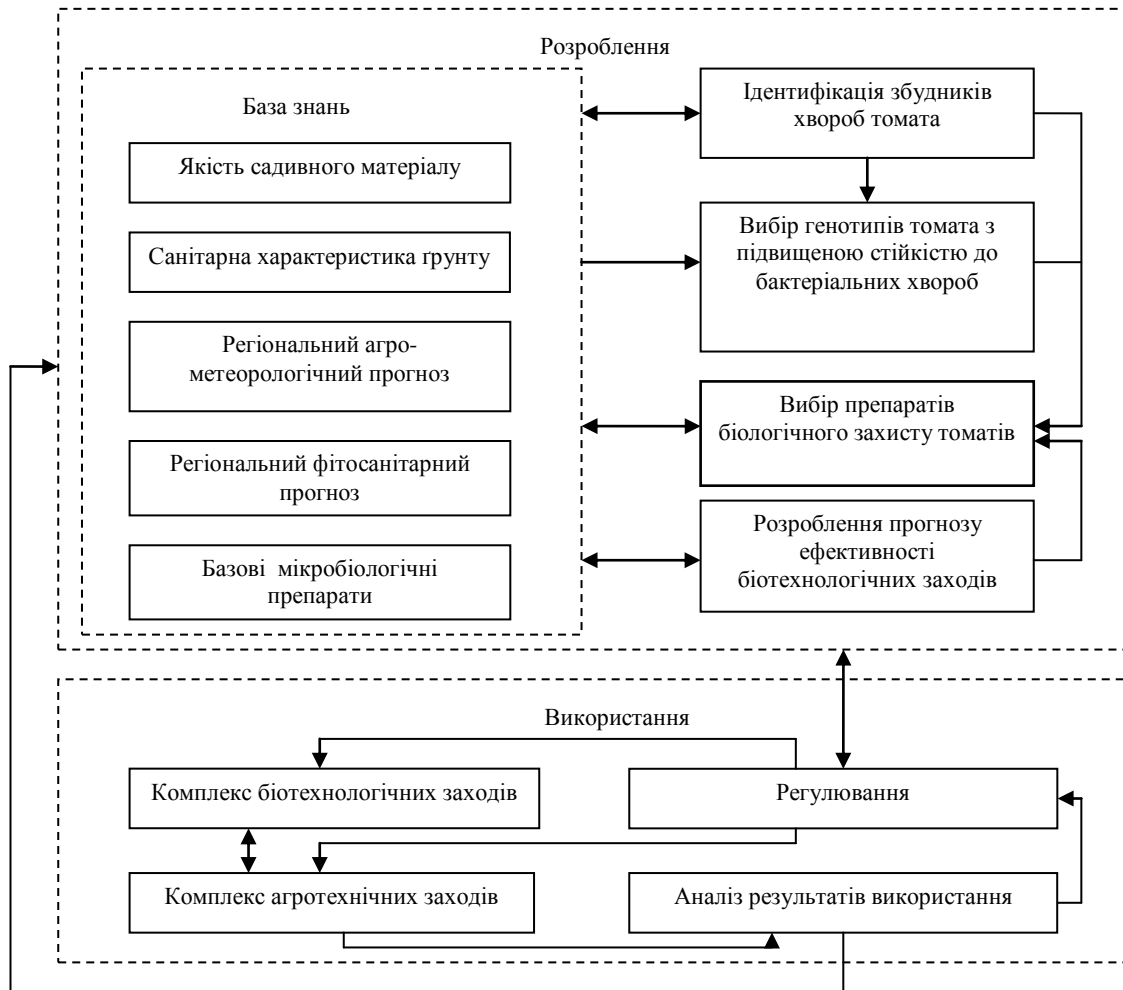 Розроблення
База знань
Якість садивного матеріалу
Санітарна характеристика ґрунту
Регіональний агро-
метеорологічний прогноз
Регіональний фітосанітарний
прогноз
Базові мікробіологічні
препарати
Ідентифікація збудників
хвороб томата
Вибір генотипів томата з
підвищеною стійкістю до
бактеріальних хвороб
Вибір препаратів
біологічного захисту томатів
Розроблення прогнозу
ефективності
біотехнологічних заходів
Використання
Комплекс біотехнологічних заходів
Регулювання
Комплекс агротехнічних заходів
Аналіз результатів використання